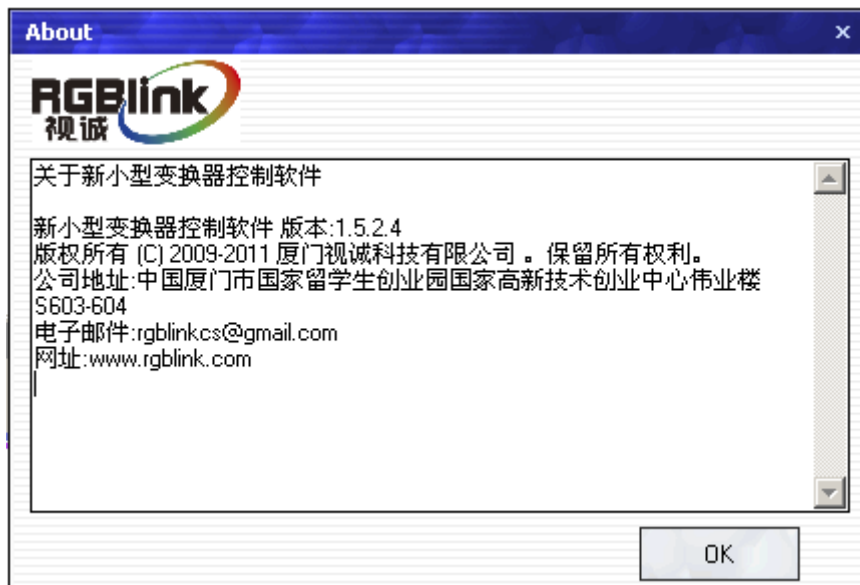 About
RGBlink
视诚
关于新小型变换器控制软件
新小型变换器控制软件 版本:1.5.2.4
版权所有 (C) 2009-2011 厦门视诚科技有限公司 。保留所有权利。
公司地址:中国厦门市国家留学生创业园国家高新技术创业中心伟业楼
S603-604
电子邮件:rgblinkcs@gmail.com
网址:www.rgblink.com
OK